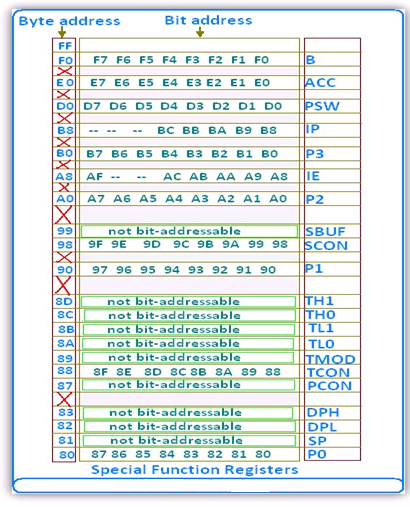 Byte address Bit address
FF
F0 F7 F6 F5 F4 F3 F2 F1 F0 B
E0 E7 E6 E5 E4 E3 E2 E1 E0 ACC
D0 D7 D6 D5 D4 D3 D2 D1 D0 PSW
B8 -- -- -- BC BB BA B9 B8 IP
B0 B7 B6 B5 B4 B3 B2 B1 B0 P3
A8 AF -- -- AC AB AA A9 A8 IE
A0 A7 A6 A5 A4 A3 A2 A1 A0 P2
99 not bit-addressable SBUF
98 9F 9E 9D 9C 9B 9A 99 98 SCON
90 97 96 95 94 93 92 91 90 P1
8D not bit-addressable TH1
8C not bit-addressable TH0
8B not bit-addressable TL1
8A not bit-addressable TL0
89 not bit-addressable TMOD
88 8F 8E 8D 8C 8B 8A 89 88 TCON
87 not bit-addressable PCON
83 not bit-addressable DPH
82 not bit-addressable DPL
81 not bit-addressable SP
80 87 86 85 84 83 82 81 80 P0
Special Function Registers